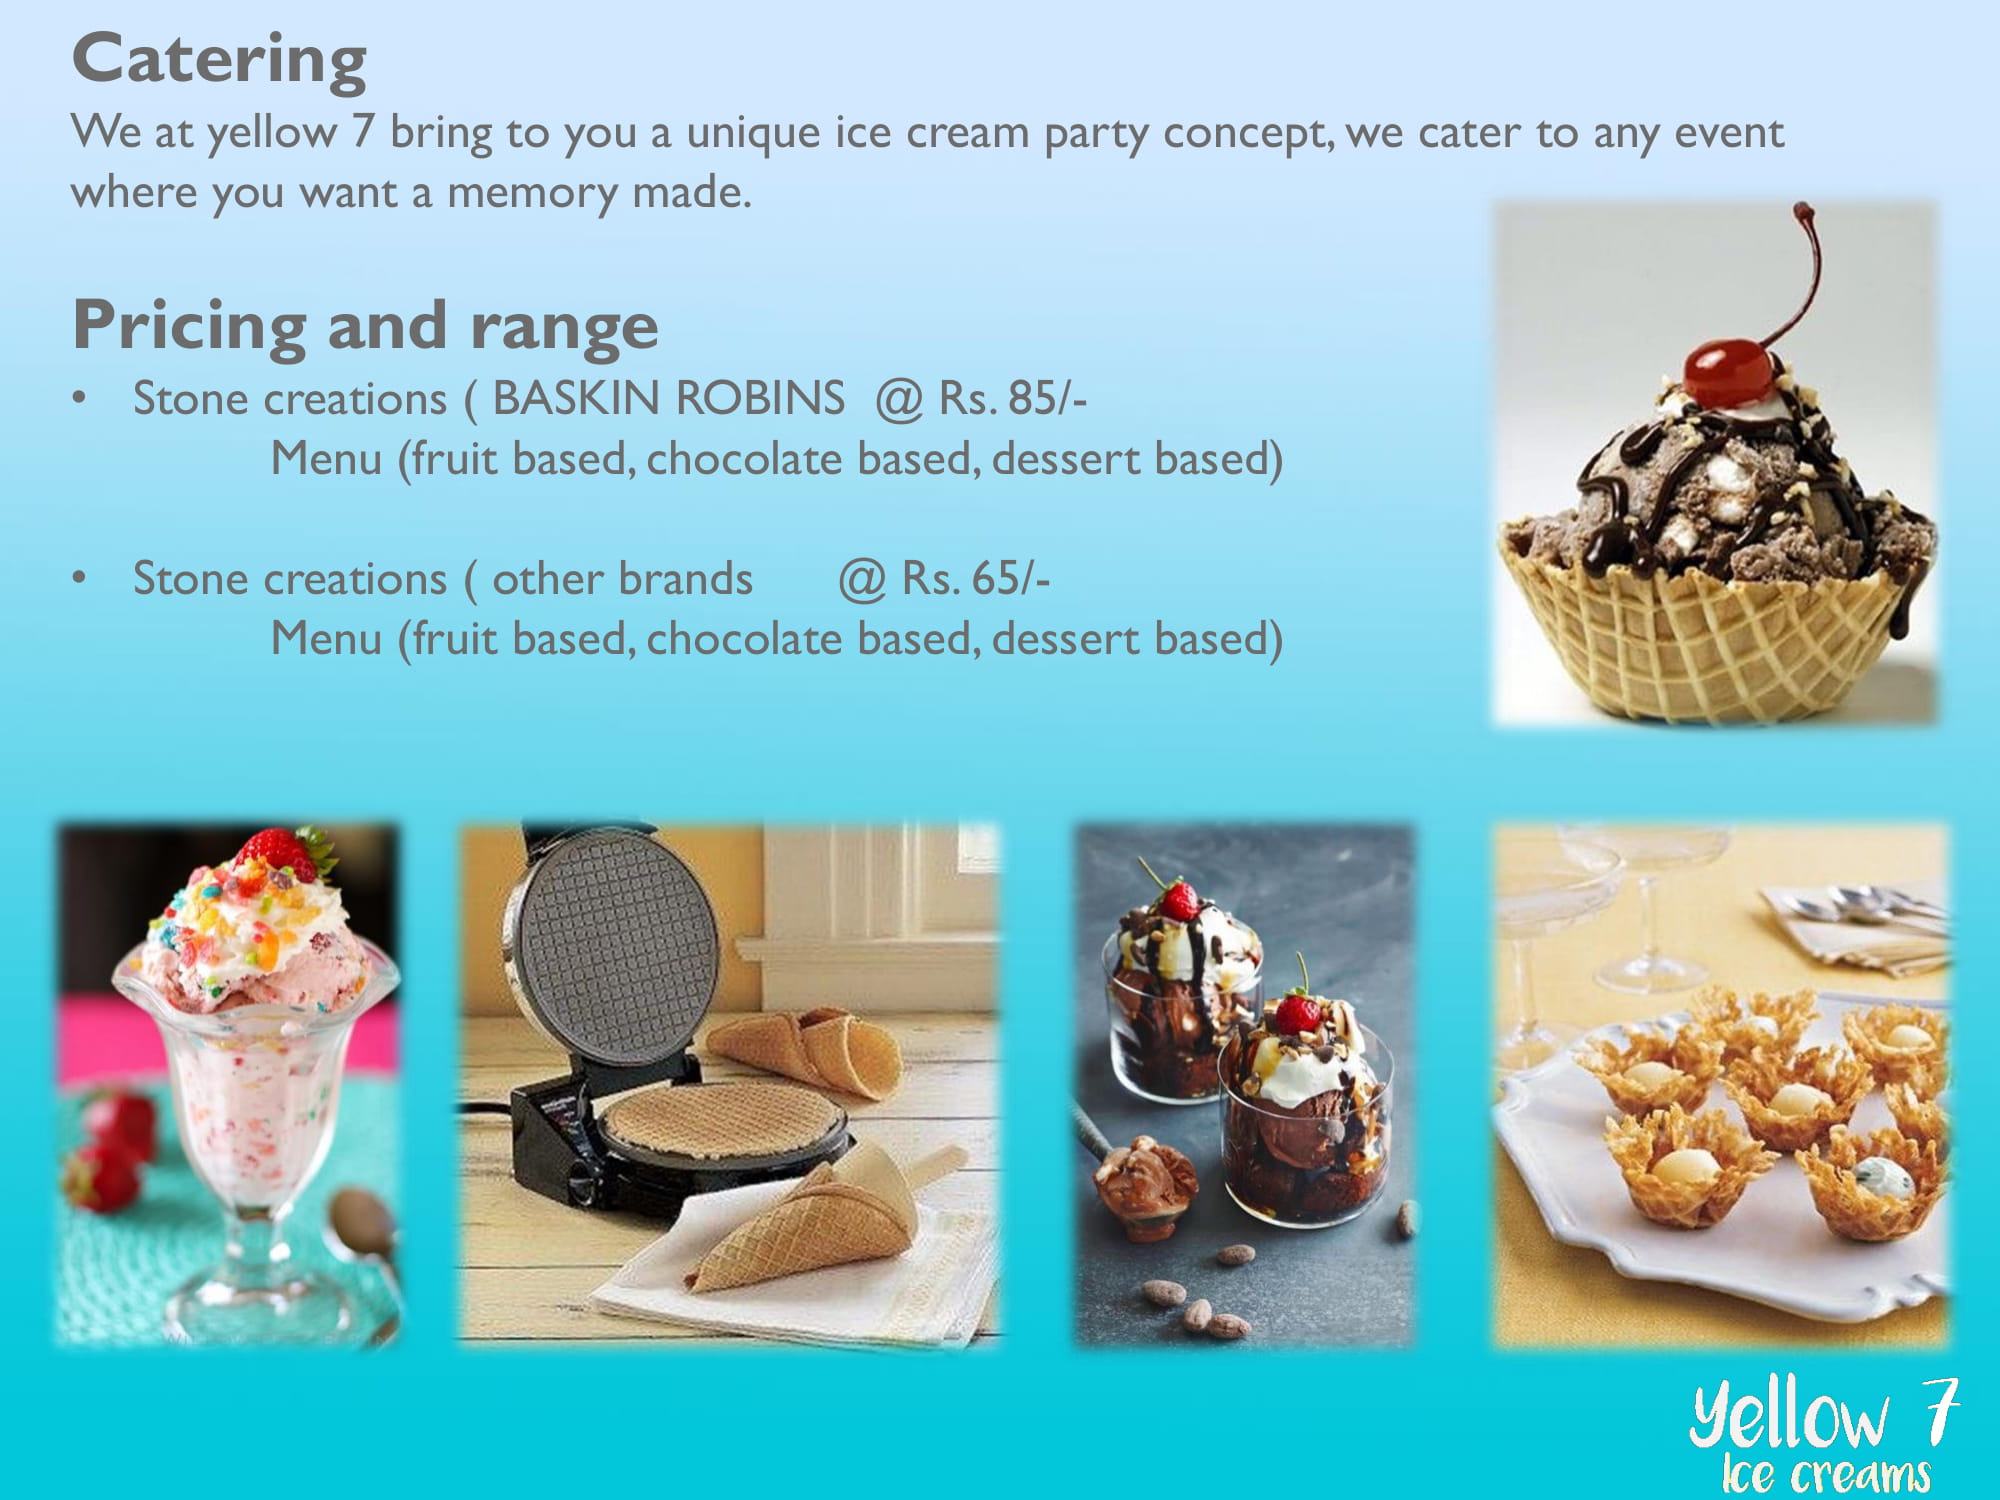 Catering
We at yellow 7 bring to you a unique ice cream party concept, we cater to any event
where you want a memory made.
Pricing and range
• Stone creations ( BASKIN ROBINS @ Rs. 85/-
Menu (fruit based, chocolate based, dessert based)
• Stone creations ( other brands @ Rs. 65/-
Menu (fruit based, chocolate based, dessert based)
Yellow 7
Ice creams